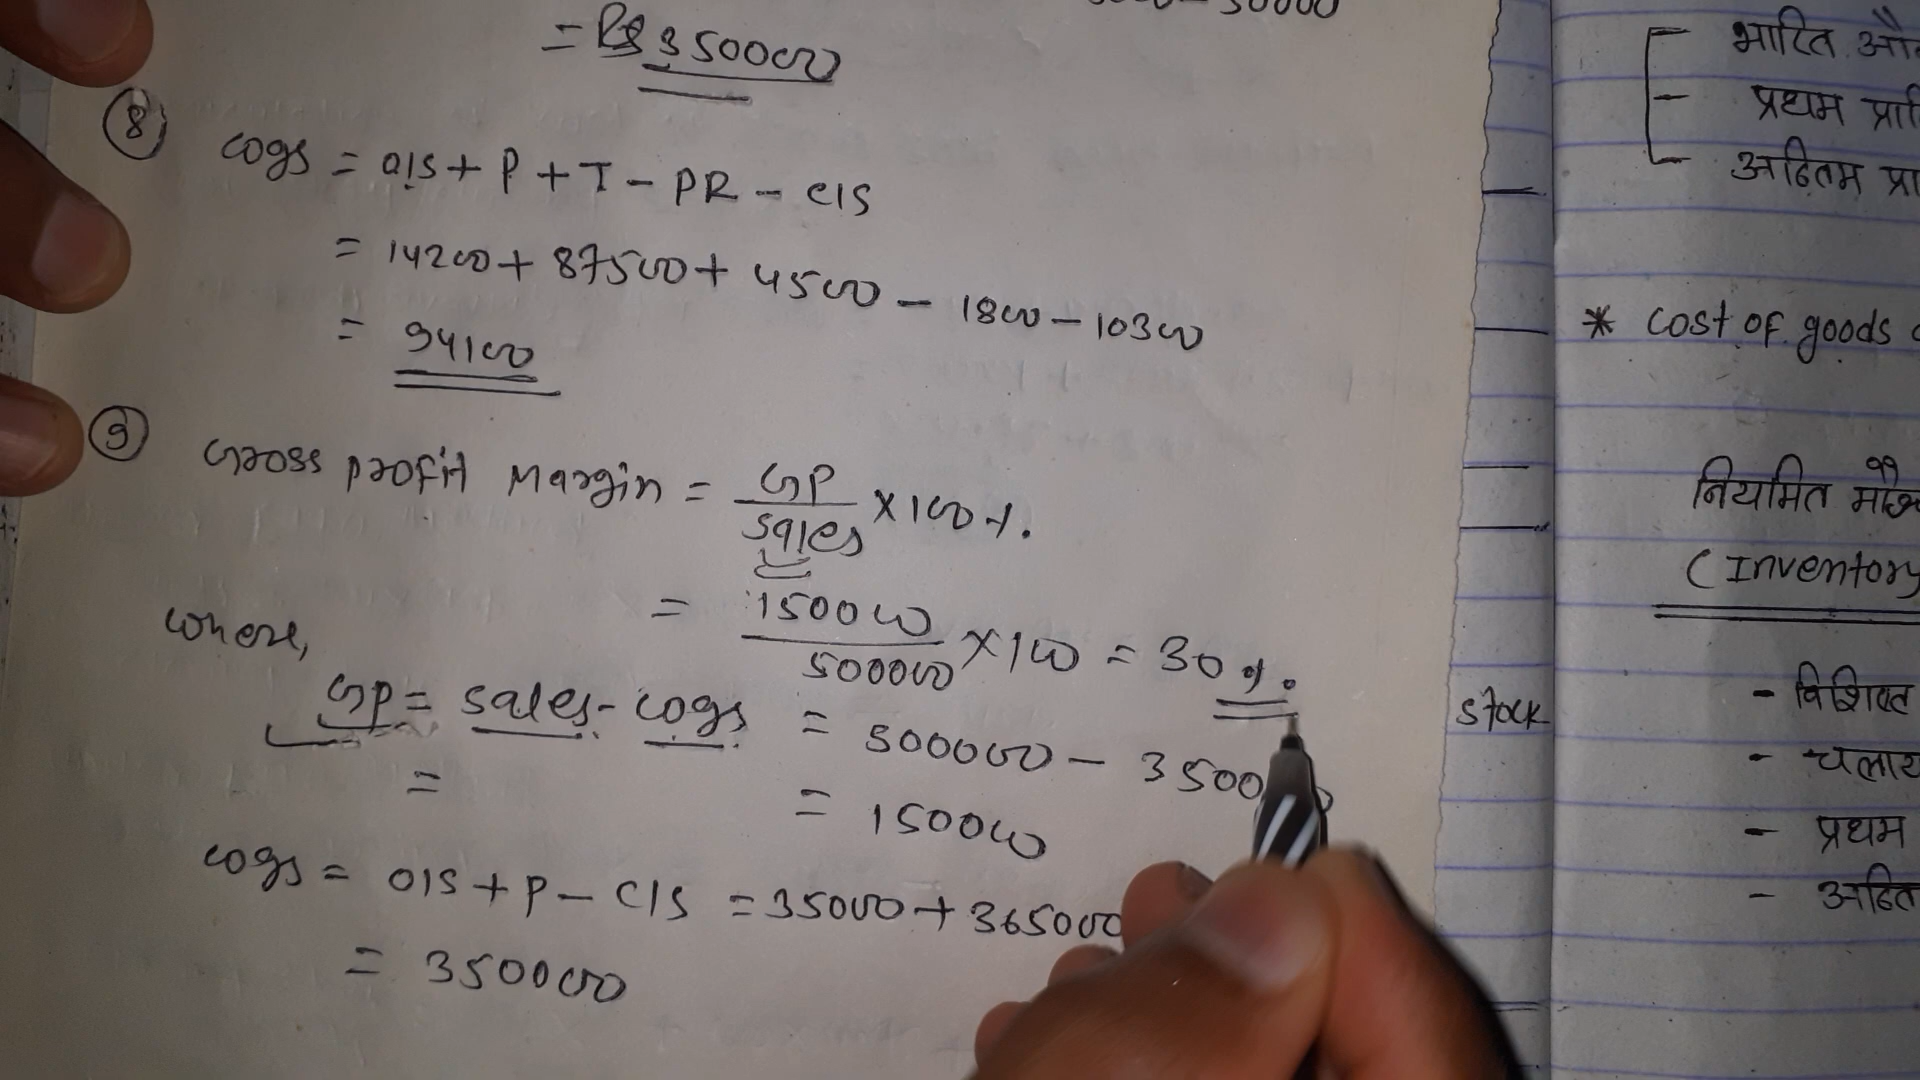 = Rs 350000
⑧ cogs = O/S + P + T - PR - C/S
= 14200 + 87500 + 4500 - 1800 - 10300
= 94100
⑨ Gross profit Margin = GP / sales × 100 %.
= 150000 / 500000 × 100 = 30 %.
where,
GP = sales - cogs = 500000 - 3500
=
= 150000
cogs = O/S + P - C/S = 35000 + 365000
= 350000
stock
भारित
प्रथम
अन्तिम
* cost of goods
नियमित
(Inventory
- विशिष्ट
-
- प्रथम
-